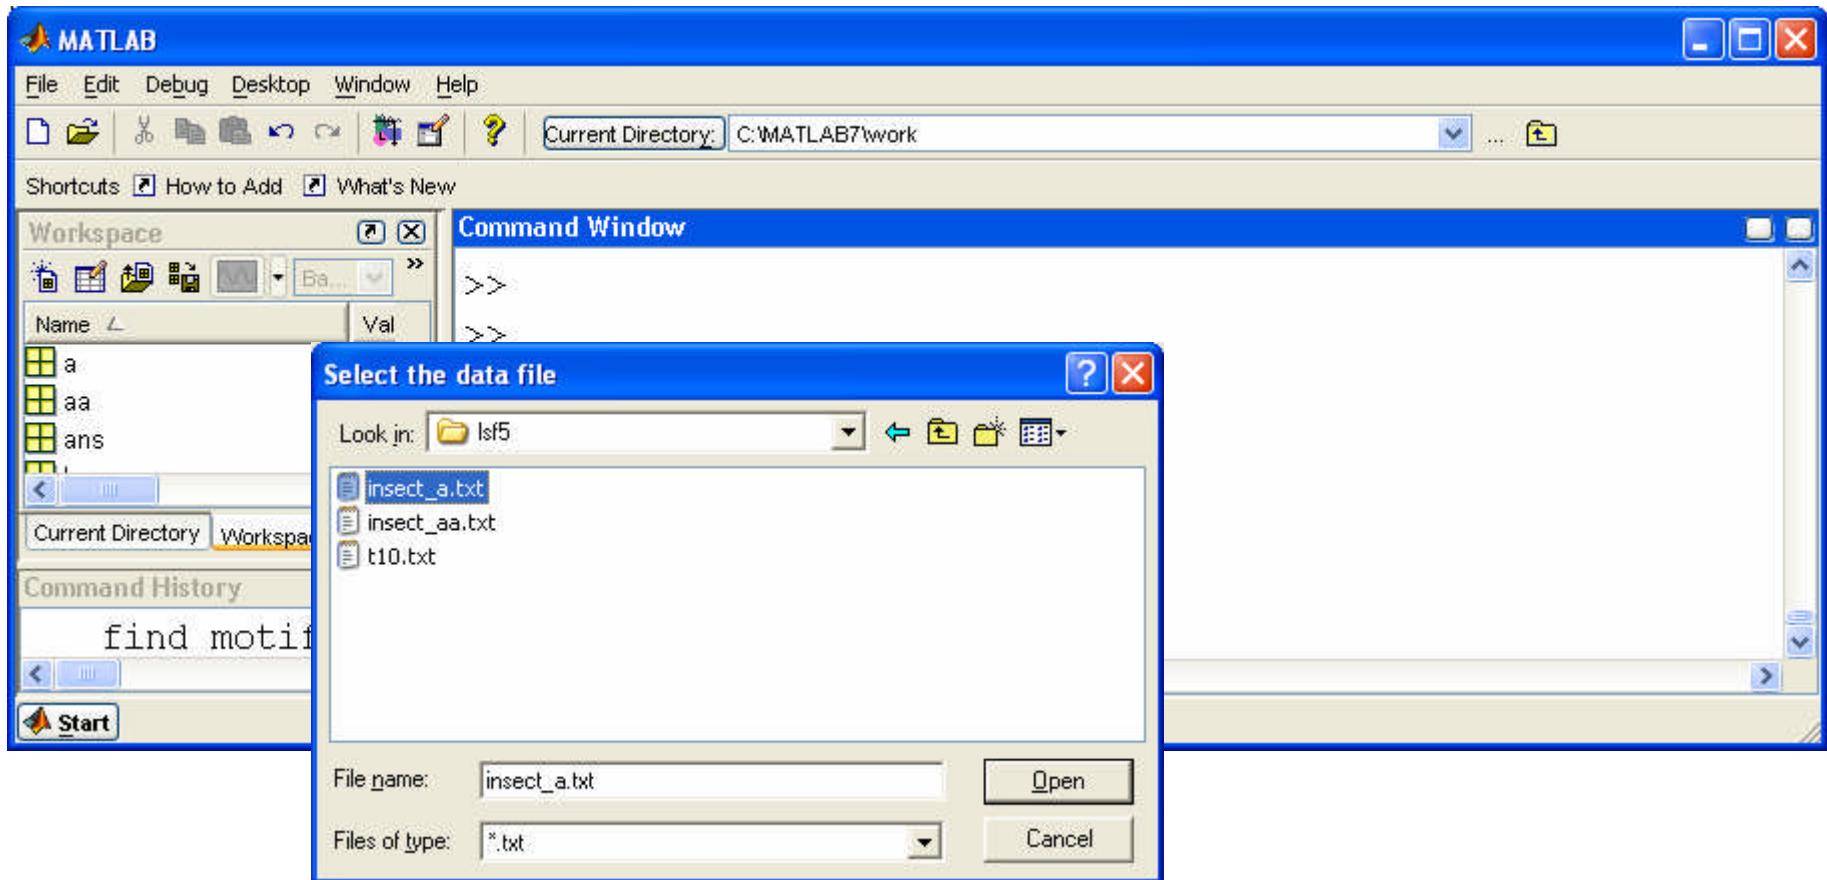 MATLAB
File Edit Debug Desktop Window Help
Current Directory: C:\MATLAB7\work ...
Shortcuts How to Add What's New
Workspace
Ba...
Name Val
a
aa
ans
Current Directory
Command History
find
Start
Command Window
>>
>>
Select the data file
Look in: lsf5
insect_a.txt
insect_aa.txt
t10.txt
File name: insect_a.txt Open
Files of type: *.txt Cancel